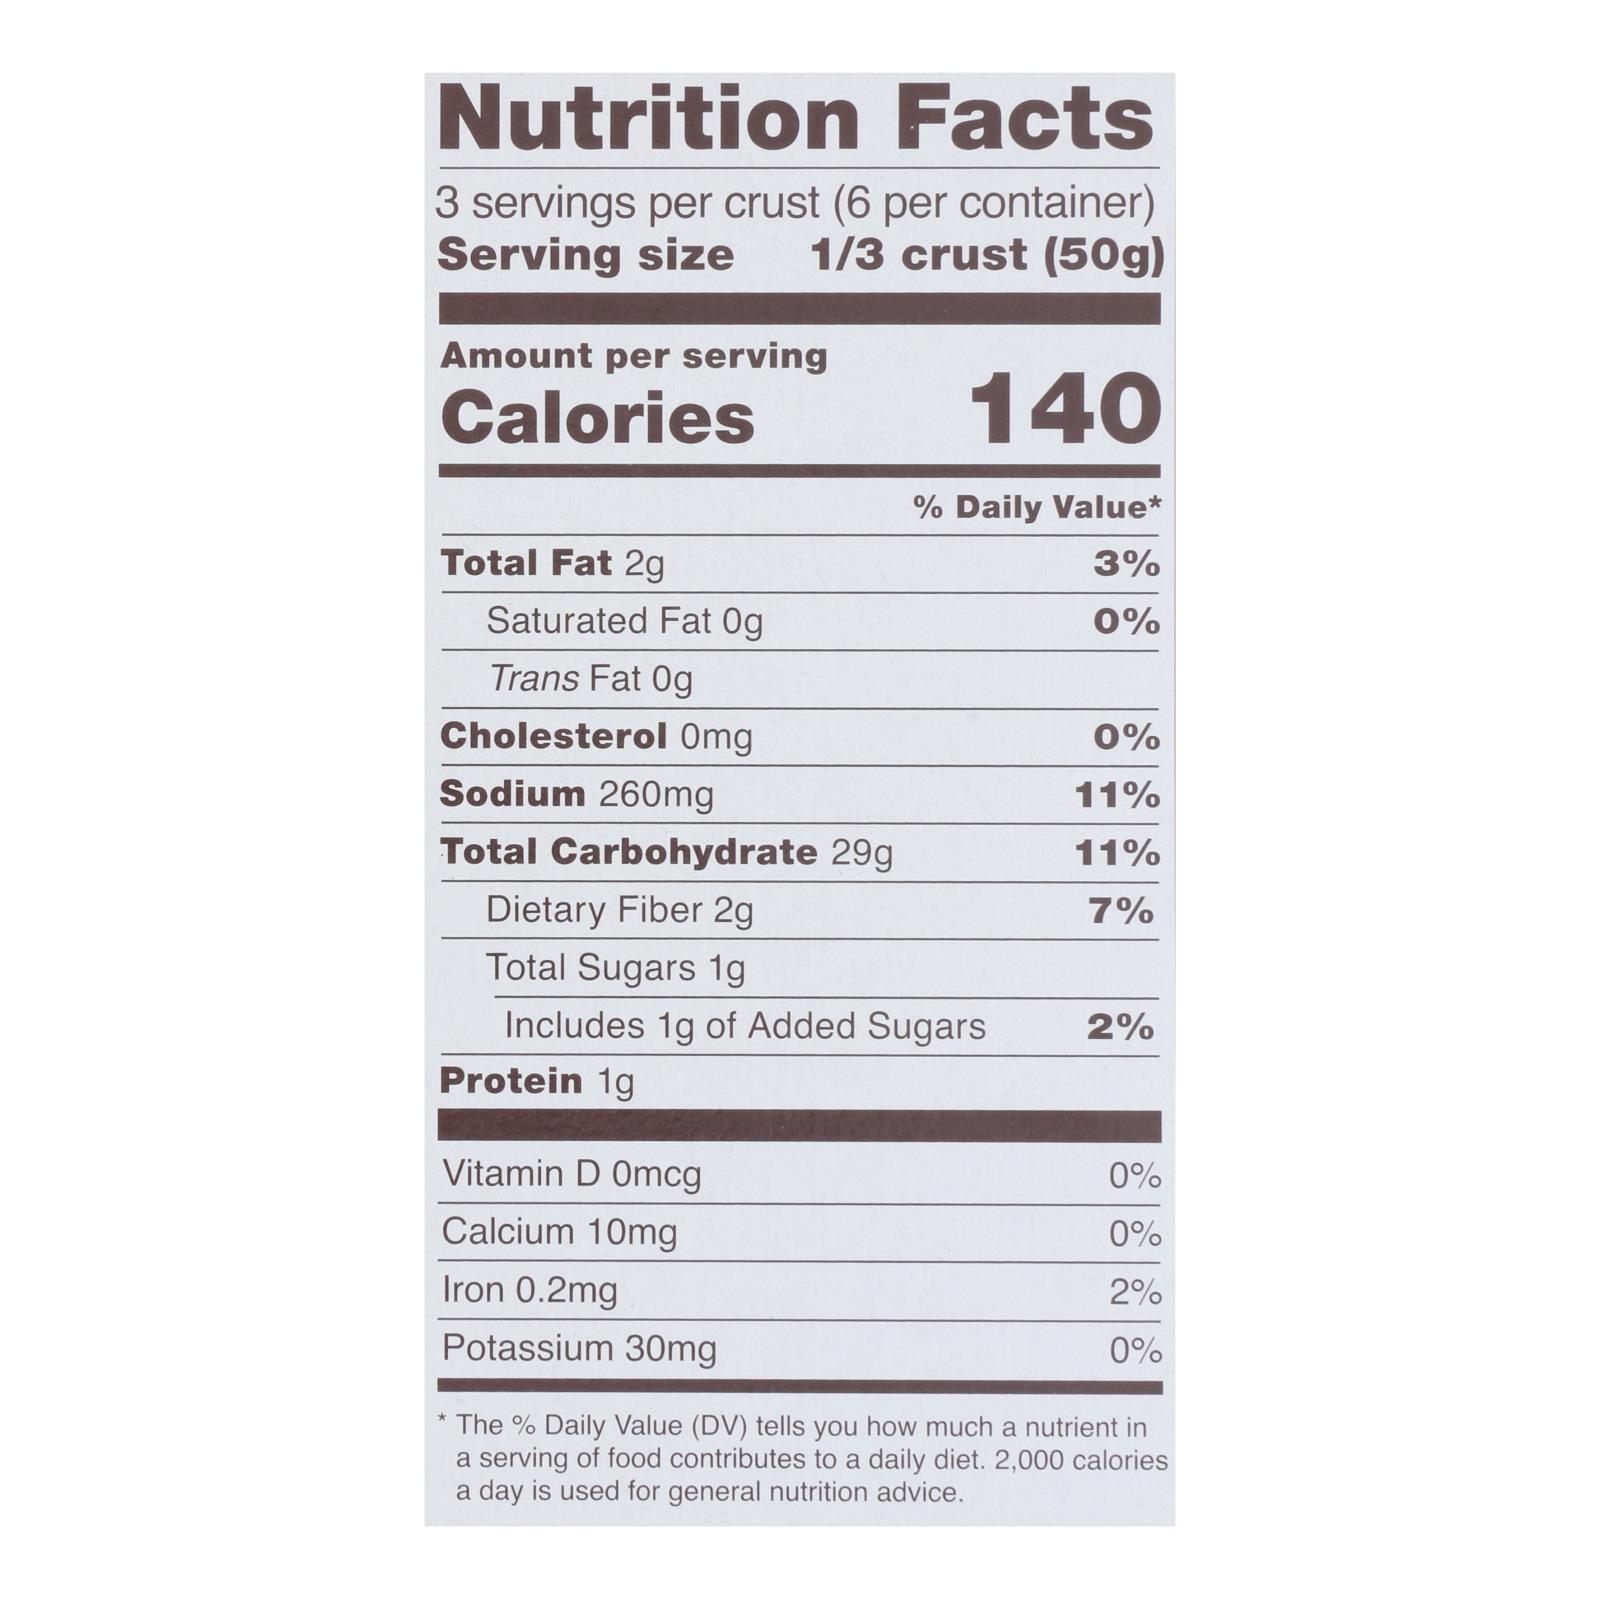 Nutrition Facts
3 servings per crust (6 per container)
Serving size 1/3 crust (50g)
Amount per serving
Calories 140
% Daily Value*
Total Fat 2g 3%
Saturated Fat 0g 0%
Trans Fat 0g
Cholesterol 0mg 0%
Sodium 260mg 11%
Total Carbohydrate 29g 11%
Dietary Fiber 2g 7%
Total Sugars 1g
Includes 1g of Added Sugars 2%
Protein 1g
Vitamin D 0mcg 0%
Calcium 10mg 0%
Iron 0.2mg 2%
Potassium 30mg 0%
* The % Daily Value (DV) tells you how much a nutrient in
a serving of food contributes to a daily diet. 2,000 calories
a day is used for general nutrition advice.